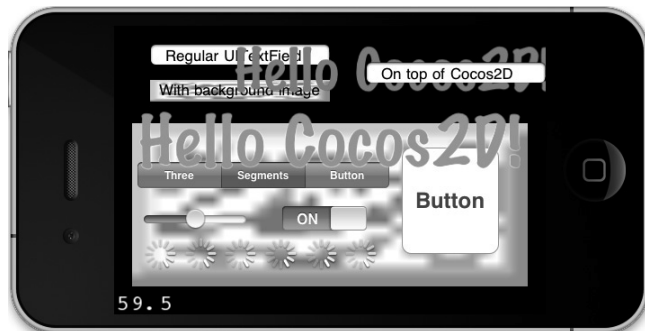 Regular UITextField
Hello Cocos2D!
On top of Cocos2D
With background image
Hello Cocos2D!
Three Segments Button
Button
ON
59.5